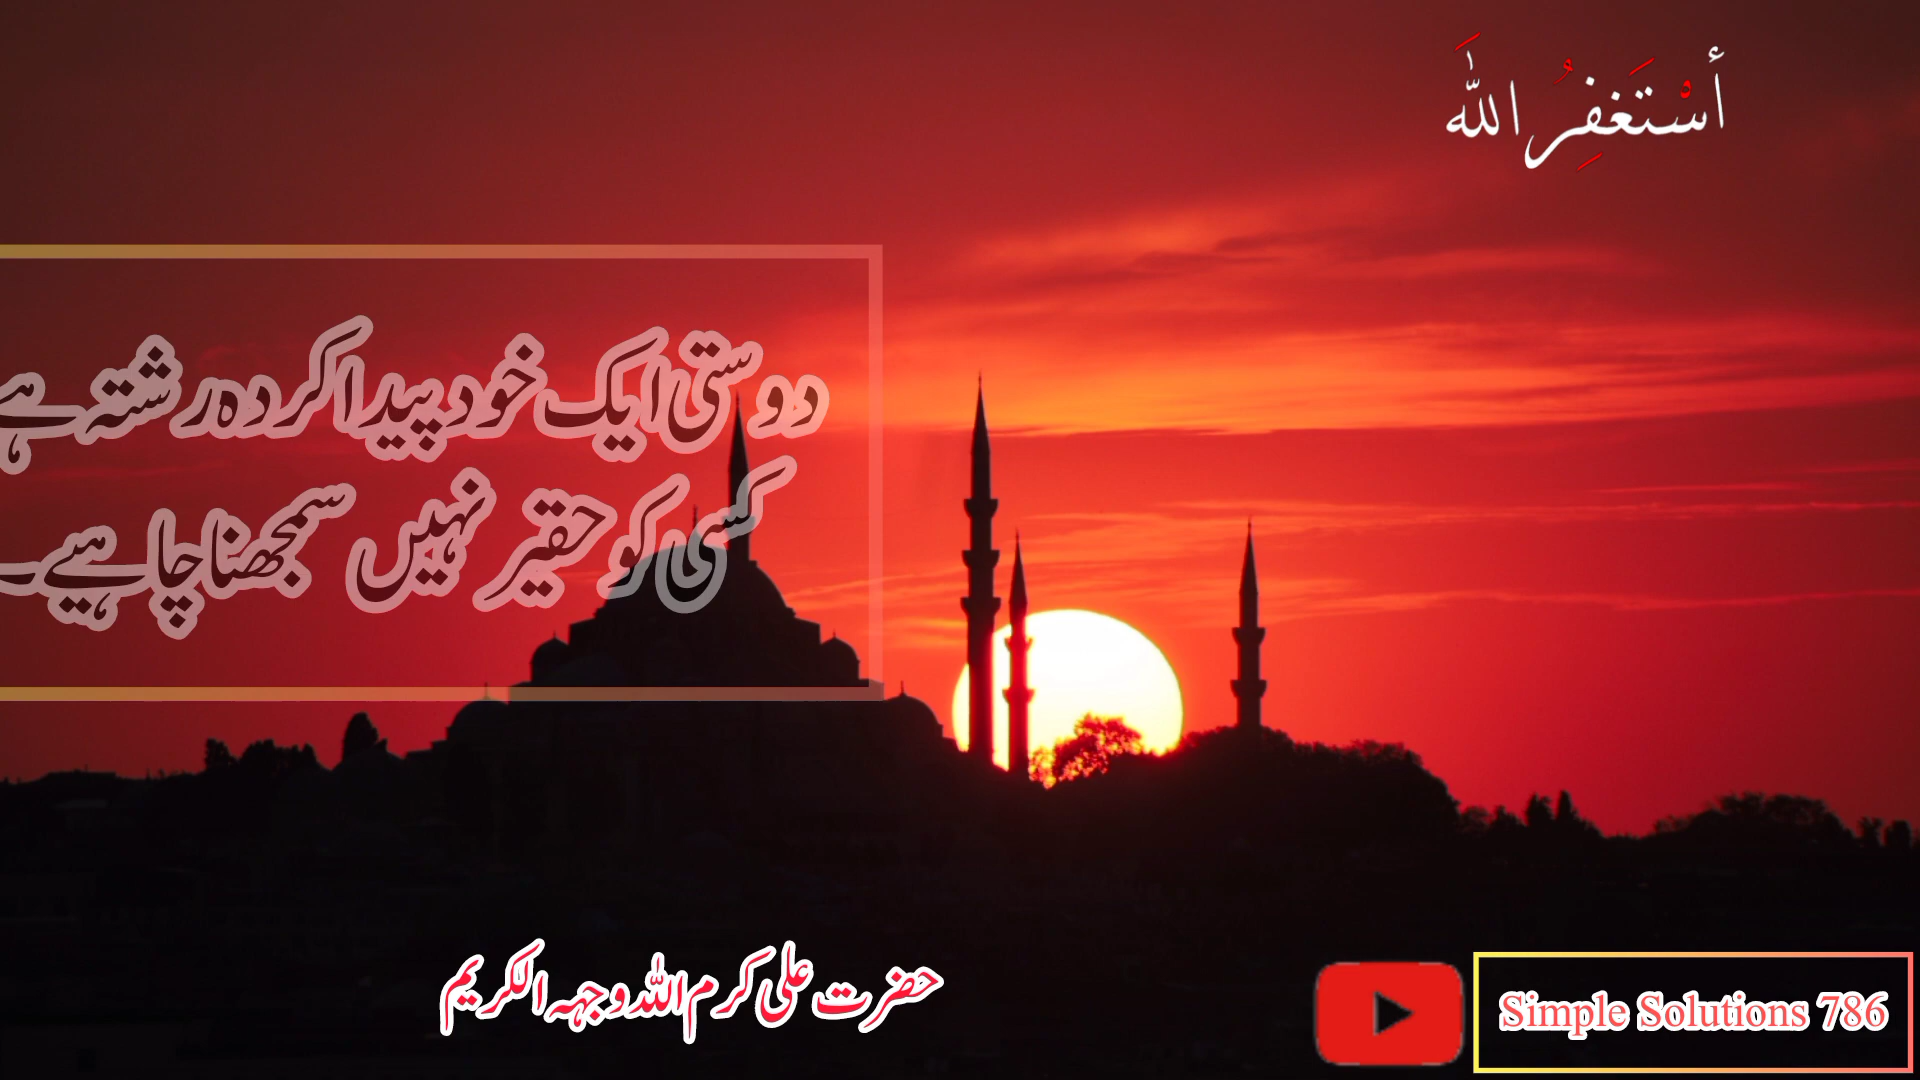 أَسْتَغْفِرُ اللّٰهَ
دوستی ایک خود پیدا کردہ رشتہ ہے
کسی کو حقیر نہیں سمجھنا چاہیے۔
حضرت علی کرم اللہ وجہہ الکریم
Simple Solutions 786